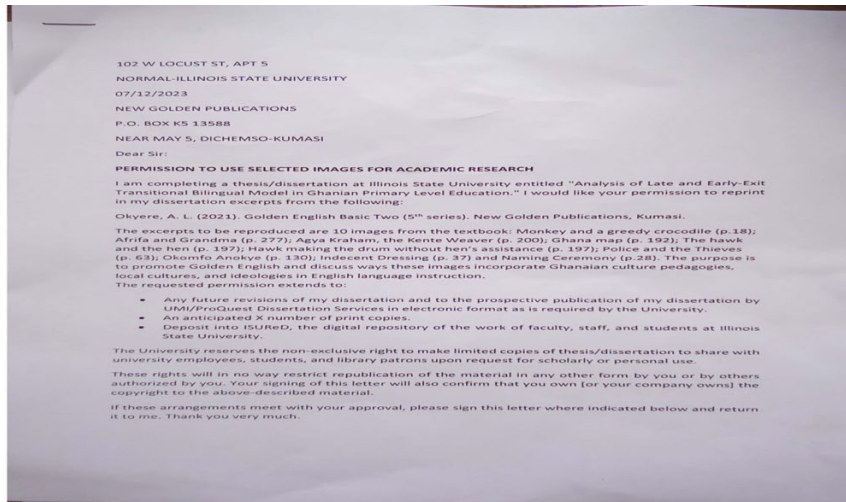 102 W LOCUST ST, APT 5
NORMAL-ILLINOIS STATE UNIVERSITY
07/12/2023
NEW GOLDEN PUBLICATIONS
P.O. BOX KS 13588
NEAR MAY 5, DICHEMSO-KUMASI
Dear Sir:
PERMISSION TO USE SELECTED IMAGES FOR ACADEMIC RESEARCH
I am completing a thesis/dissertation at Illinois State University entitled "Analysis of Late and Early-Exit
Transitional Bilingual Model in Ghanian Primary Level Education." I would like your permission to reprint
in my dissertation excerpts from the following:
Okyere, A. L. (2021). Golden English Basic Two (5th series). New Golden Publications, Kumasi.
The excerpts to be reproduced are 10 images from the textbook: Monkey and a greedy crocodile (p.18);
Afrifa and Grandma (p. 277); Agya Kraham, the Kente Weaver (p. 200); Ghana map (p. 192); The hawk
and the hen (p. 197); Hawk making the drum without hen's assistance (p. 197); Police and the Thieves
(p. 63); Okomfo Anokye (p. 130); Indecent Dressing (p. 37) and Naming Ceremony (p.28). The purpose is
to promote Golden English and discuss ways these images incorporate Ghanaian culture pedagogies,
local cultures, and ideologies in English language instruction.
The requested permission extends to:
• Any future revisions of my dissertation and to the prospective publication of my dissertation by
UMI/ProQuest Dissertation Services in electronic format as is required by the University.
• An anticipated X number of print copies.
• Deposit into ISUReD, the digital repository of the work of faculty, staff, and students at Illinois
State University.
The University reserves the non-exclusive right to make limited copies of thesis/dissertation to share with
university employees, students, and library patrons upon request for scholarly or personal use.
These rights will in no way restrict republication of the material in any other form by you or by others
authorized by you. Your signing of this letter will also confirm that you own [or your company owns] the
copyright to the above-described material.
If these arrangements meet with your approval, please sign this letter where indicated below and return
it to me. Thank you very much.